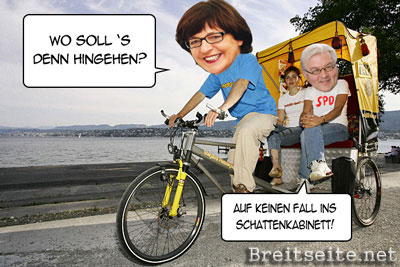 WO SOLL 'S
DENN HINGEHEN?
SPD
AUF KEINEN FALL INS
SCHATTENKABINETT!
Breitseite.net